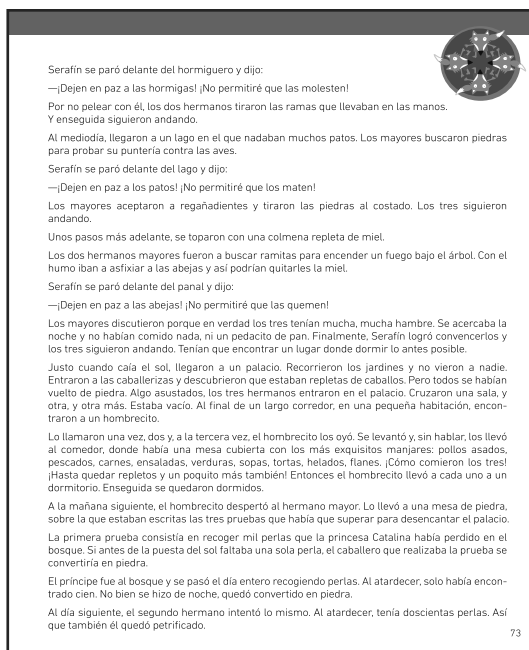 Serafín se paró delante del hormiguero y dijo:
—¡Dejen en paz a las hormigas! ¡No permitiré que las molesten!
Por no pelear con él, los dos hermanos tiraron las ramas que llevaban en las manos.
Y enseguida siguieron andando.
Al mediodía, llegaron a un lago en el que nadaban muchos patos. Los mayores buscaron piedras
para probar su puntería contra las aves.
Serafín se paró delante del lago y dijo:
—¡Dejen en paz a los patos! ¡No permitiré que los maten!
Los mayores aceptaron a regañadientes y tiraron las piedras al costado. Los tres siguieron
andando.
Unos pasos más adelante, se toparon con una colmena repleta de miel.
Los dos hermanos mayores fueron a buscar ramitas para encender un fuego bajo el árbol. Con el
humo iban a asfixiar a las abejas y así podrían quitarles la miel.
Serafín se paró delante del panal y dijo:
—¡Dejen en paz a las abejas! ¡No permitiré que las quemen!
Los mayores discutieron porque en verdad los tres tenían mucha, mucha hambre. Se acercaba la
noche y no habían comido nada, ni un pedacito de pan. Finalmente, Serafín logró convencerlos y
los tres siguieron andando. Tenían que encontrar un lugar donde dormir lo antes posible.
Justo cuando caía el sol, llegaron a un palacio. Recorrieron los jardines y no vieron a nadie.
Entraron a las caballerizas y descubrieron que estaban repletas de caballos. Pero todos se habían
vuelto de piedra. Algo asustados, los tres hermanos entraron en el palacio. Cruzaron una sala, y
otra, y otra más. Estaba vacío. Al final de un largo corredor, en una pequeña habitación, encon-
traron a un hombrecito.
Lo llamaron una vez, dos y, a la tercera vez, el hombrecito los oyó. Se levantó y, sin hablar, los llevó
al comedor, donde había una mesa cubierta con los más exquisitos manjares: pollos asados,
pescados, carnes, ensaladas, verduras, sopas, tortas, helados, flanes. ¡Cómo comieron los tres!
¡Hasta quedar repletos y un poquito más también! Entonces el hombrecito llevó a cada uno a un
dormitorio. Enseguida se quedaron dormidos.
A la mañana siguiente, el hombrecito despertó al hermano mayor. Lo llevó a una mesa de piedra,
sobre la que estaban escritas las tres pruebas que había que superar para desencantar el palacio.
La primera prueba consistía en recoger mil perlas que la princesa Catalina había perdido en el
bosque. Si antes de la puesta del sol faltaba una sola perla, el caballero que realizaba la prueba se
convertiría en piedra.
El príncipe fue al bosque y se pasó el día entero recogiendo perlas. Al atardecer, solo había encon-
trado cien. No bien se hizo de noche, quedó convertido en piedra.
Al día siguiente, el segundo hermano intentó lo mismo. Al atardecer, tenía doscientas perlas. Así
que también él quedó petrificado.
73